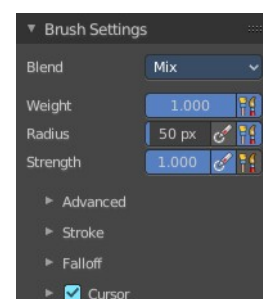 Brush Settings
Blend Mix
Weight 1.000
Radius 50 px
Strength 1.000
Advanced
Stroke
Falloff
Cursor